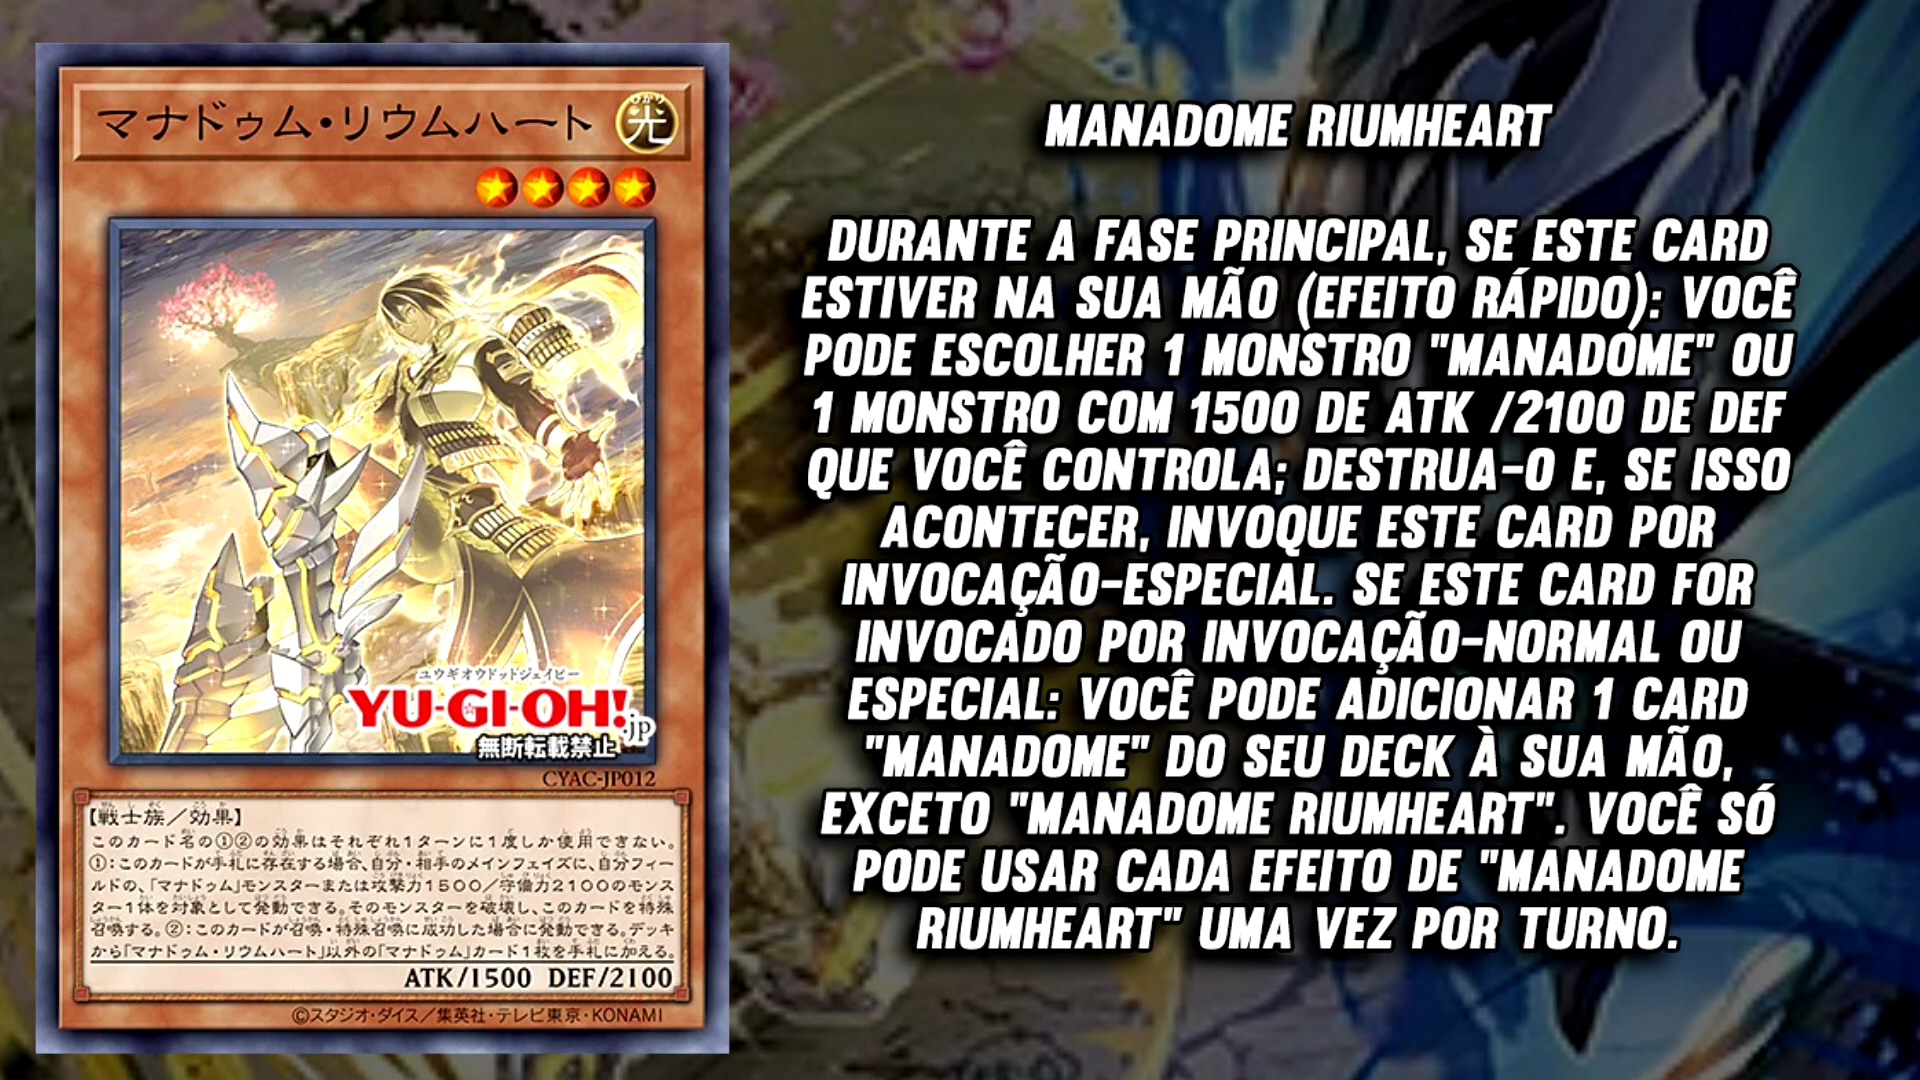 マナドゥム・リウムハート
光
ユウギオウドットジェイピー
YU-GI-OH!.jp
無断転載禁止
CYAC-JP012
【戦士族／効果】
このカード名の①②の効果はそれぞれ1ターンに1度しか使用できない。
①：このカードが手札に存在する場合、自分・相手のメインフェイズに、自分フィー
ルドの、「マナドゥム」モンスターまたは攻撃力1500／守備力2100のモンス
ター1体を対象として発動できる。そのモンスターを破壊し、このカードを特殊
召喚する。②：このカードが召喚・特殊召喚に成功した場合に発動できる。デッキ
から「マナドゥム・リウムハート」以外の「マナドゥム」カード1枚を手札に加える。
ATK/1500 DEF/2100
©スタジオ・ダイス／集英社・テレビ東京・KONAMI
MANADOME RIUMHEART
DURANTE A FASE PRINCIPAL, SE ESTE CARD
ESTIVER NA SUA MÃO (EFEITO RÁPIDO): VOCÊ
PODE ESCOLHER 1 MONSTRO "MANADOME" OU
1 MONSTRO COM 1500 DE ATK /2100 DE DEF
QUE VOCÊ CONTROLA; DESTRUA-O E, SE ISSO
ACONTECER, INVOQUE ESTE CARD POR
INVOCAÇÃO-ESPECIAL. SE ESTE CARD FOR
INVOCADO POR INVOCAÇÃO-NORMAL OU
ESPECIAL: VOCÊ PODE ADICIONAR 1 CARD
"MANADOME" DO SEU DECK À SUA MÃO,
EXCETO "MANADOME RIUMHEART". VOCÊ SÓ
PODE USAR CADA EFEITO DE "MANADOME
RIUMHEART" UMA VEZ POR TURNO.